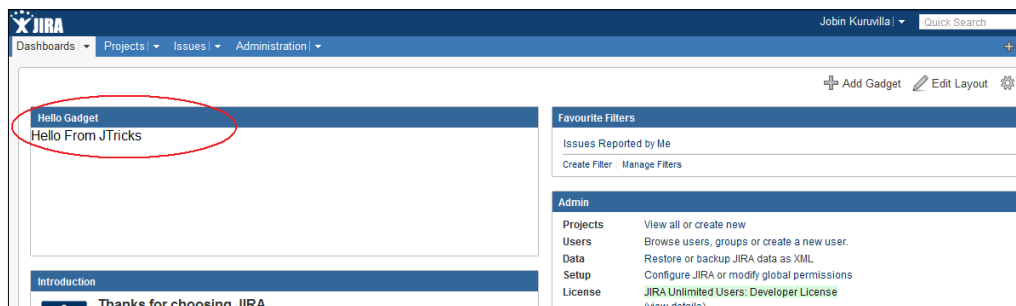 JIRA
Jobin Kuruvilla
Quick Search
Dashboards Projects Issues Administration
Add Gadget Edit Layout
Hello Gadget
Hello From JTricks
Introduction
Thanks for choosing JIRA
Favourite Filters
Issues Reported by Me
Create Filter Manage Filters
Admin
Projects View all or create new
Users Browse users, groups or create a new user.
Data Restore or backup JIRA data as XML
Setup Configure JIRA or modify global permissions
License JIRA Unlimited Users: Developer License
(view details)